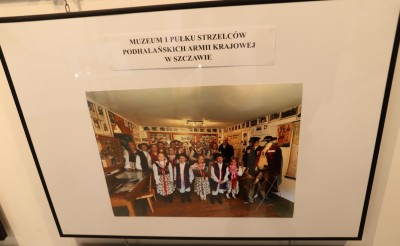 MUZEUM 1 PUŁKU STRZELCÓW
PODHALAŃSKICH ARMII KRAJOWEJ
W SZCZAWIE